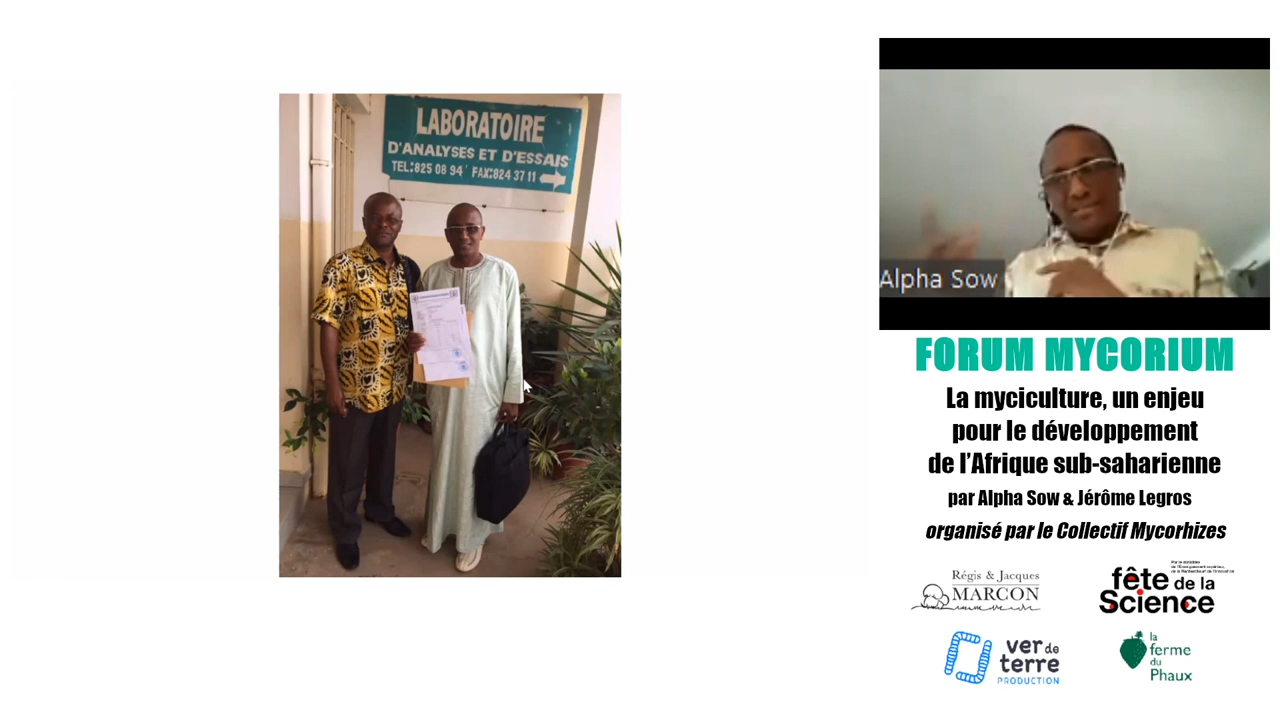 LABORATOIRE
D'ANALYSES ET D'ESSAIS
TEL:825 08 94 FAX:824 37 11
Alpha Sow
FORUM MYCORIUM
La myciculture, un enjeu
pour le développement
de l'Afrique sub-saharienne
par Alpha Sow & Jérôme Legros
organisé par le Collectif Mycorhizes
Régis & Jacques
MARCON
fête de la
Science
ver de
terre
PRODUCTION
la
ferme
du
Phaux